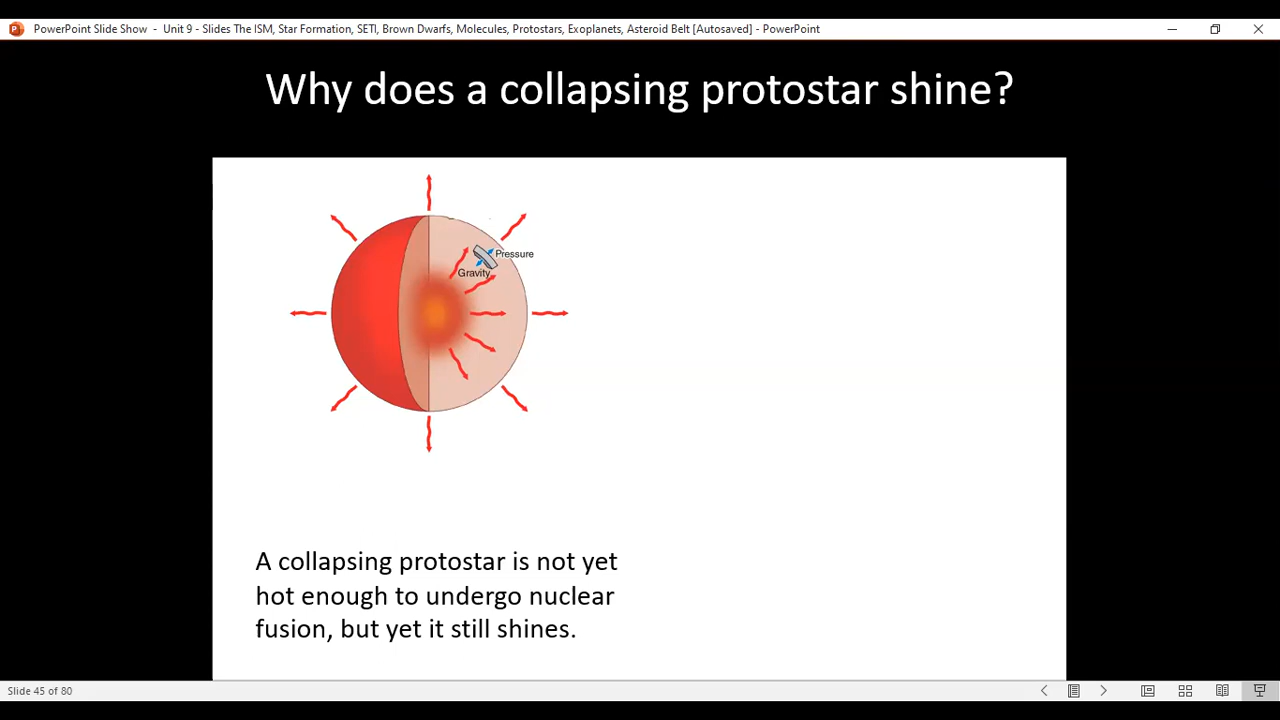 PowerPoint Slide Show - Unit 9 - Slides The ISM, Star Formation, SETI, Brown Dwarfs, Molecules, Protostars, Exoplanets, Asteroid Belt [Autosaved] - PowerPoint
Why does a collapsing protostar shine?
Pressure
Gravity
A collapsing protostar is not yet
hot enough to undergo nuclear
fusion, but yet it still shines.
Slide 45 of 80